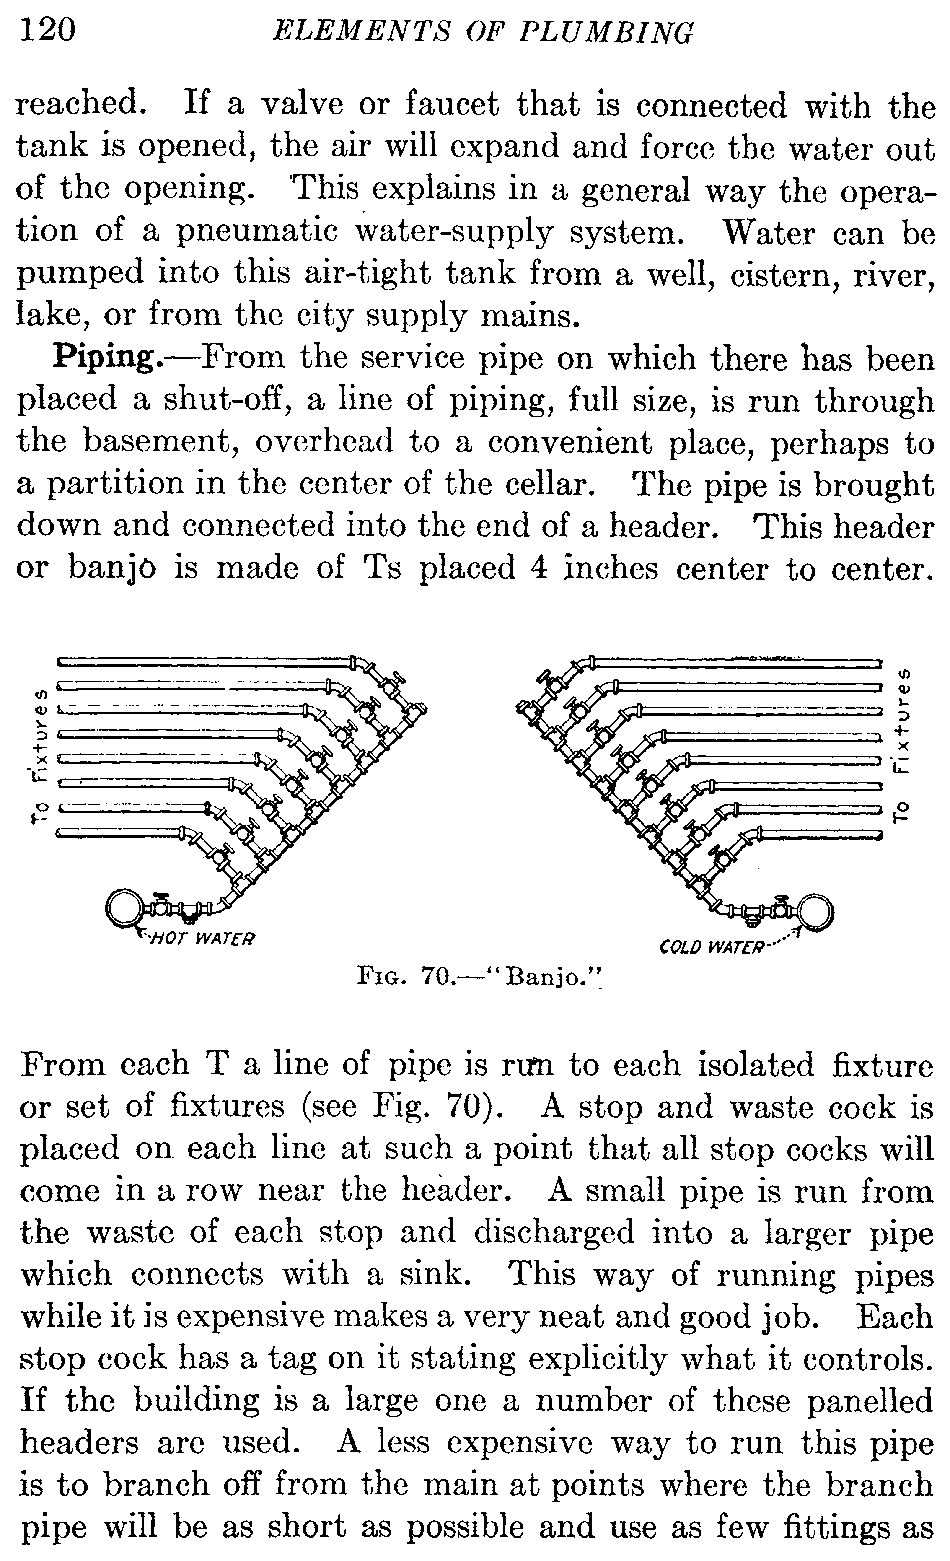 120 ELEMENTS OF PLUMBING
reached. If a valve or faucet that is connected with the
tank is opened, the air will expand and force the water out
of the opening. This explains in a general way the opera-
tion of a pneumatic water-supply system. Water can be
pumped into this air-tight tank from a well, cistern, river,
lake, or from the city supply mains.
Piping.—From the service pipe on which there has been
placed a shut-off, a line of piping, full size, is run through
the basement, overhead to a convenient place, perhaps to
a partition in the center of the cellar. The pipe is brought
down and connected into the end of a header. This header
or banjo is made of Ts placed 4 inches center to center.
To Fixtures
To Fixtures
HOT WATER
COLD WATER
FIG. 70.—"Banjo."
From each T a line of pipe is run to each isolated fixture
or set of fixtures (see Fig. 70). A stop and waste cock is
placed on each line at such a point that all stop cocks will
come in a row near the header. A small pipe is run from
the waste of each stop and discharged into a larger pipe
which connects with a sink. This way of running pipes
while it is expensive makes a very neat and good job. Each
stop cock has a tag on it stating explicitly what it controls.
If the building is a large one a number of these panelled
headers are used. A less expensive way to run this pipe
is to branch off from the main at points where the branch
pipe will be as short as possible and use as few fittings as